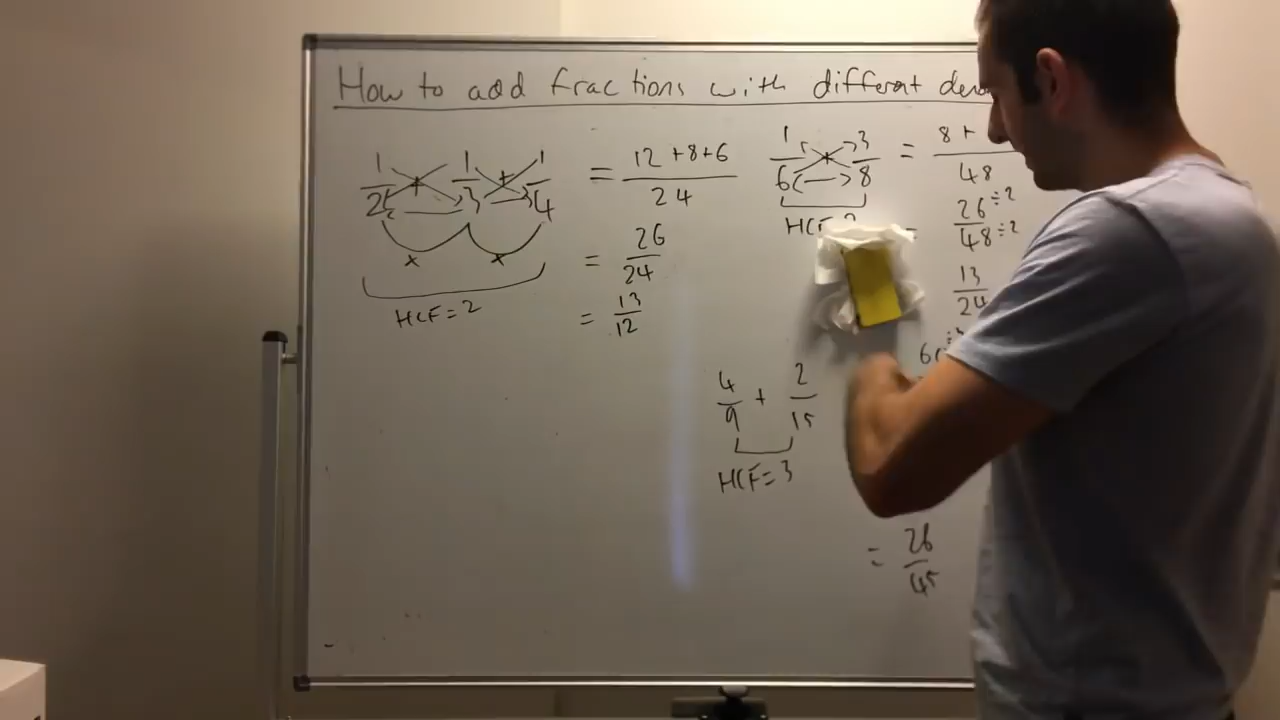 How to add fractions with different
1/2 + 1/3 + 1/4 = 12+8+6/24
× ×
HCF=2
= 26/24
= 13/12
1/6 + 3/8 = 8+ /48
HCF
= 26÷2/48÷2
13/24
4/9 + 2/15
HCF=3
= 26/45